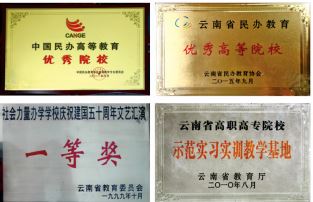 CANGE
中国民办高等教育
优秀院校
云南省民办教育
优秀高等院校
云南省民办教育协会
二〇一五年九月
社会力量办学学校庆祝建国五十周年文艺汇演
一等奖
云南省教育委员会
一九九九年十月
云南省高职高专院校
示范实习实训教学基地
云南省教育厅
二〇一〇年八月